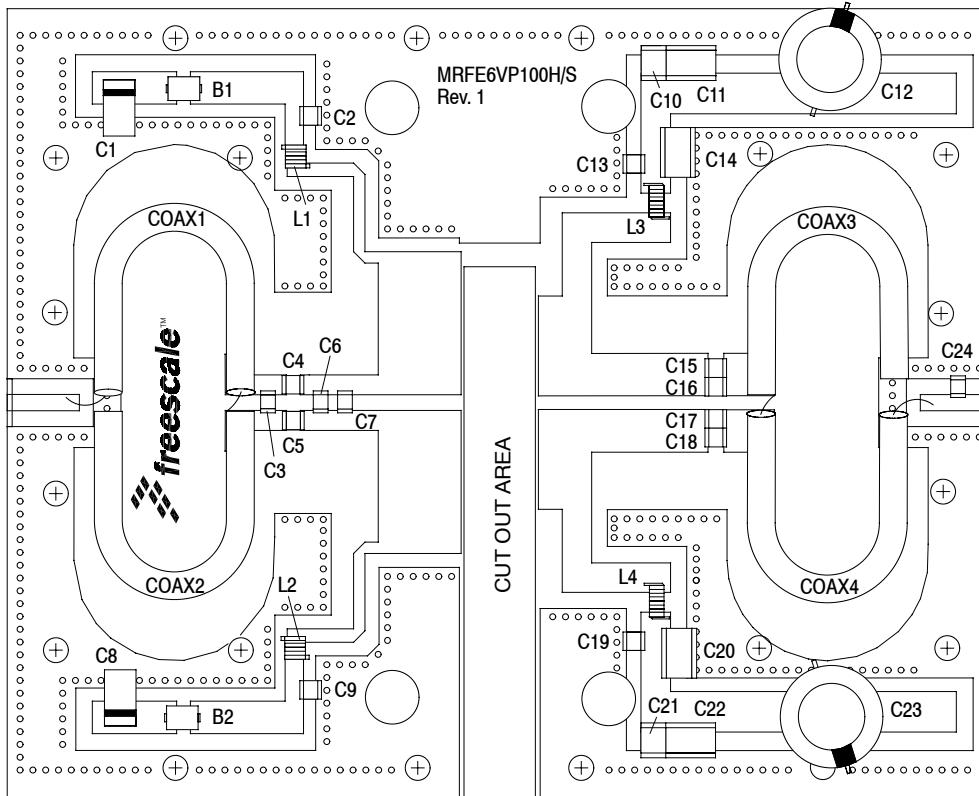 MRFE6VP100H/S
Rev. 1
B1
C1
C2
L1
COAX1
freescale™
COAX2
C4
C6
C3
C5
C7
L2
C8
B2
C9
CUT OUT AREA
C10
C11
C12
C13
C14
L3
COAX3
C15
C16
C17
C18
C24
COAX4
L4
C19
C20
C21
C22
C23